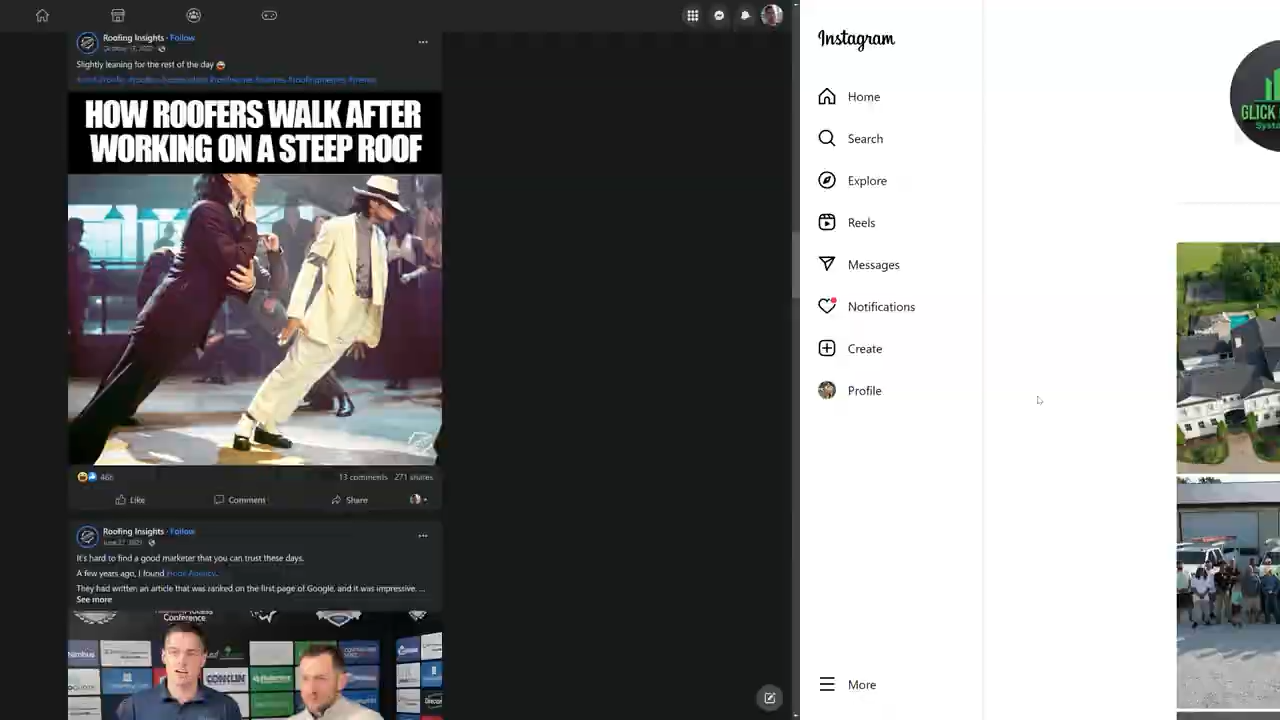 Roofing Insights · Follow
Slightly leaning for the rest of the day
HOW ROOFERS WALK AFTER
WORKING ON A STEEP ROOF
13 comments 271 shares
Like Comment Share
Roofing Insights · Follow
It's hard to find a good marketer that you can trust these days.
A few years ago, I found
They had written an article that was ranked on the first page of Google, and it was impressive. ...
See more
Conference
Nimbus
CONKLIN
Instagram
Home
Search
Explore
Reels
Messages
Notifications
Create
Profile
More
GLICK